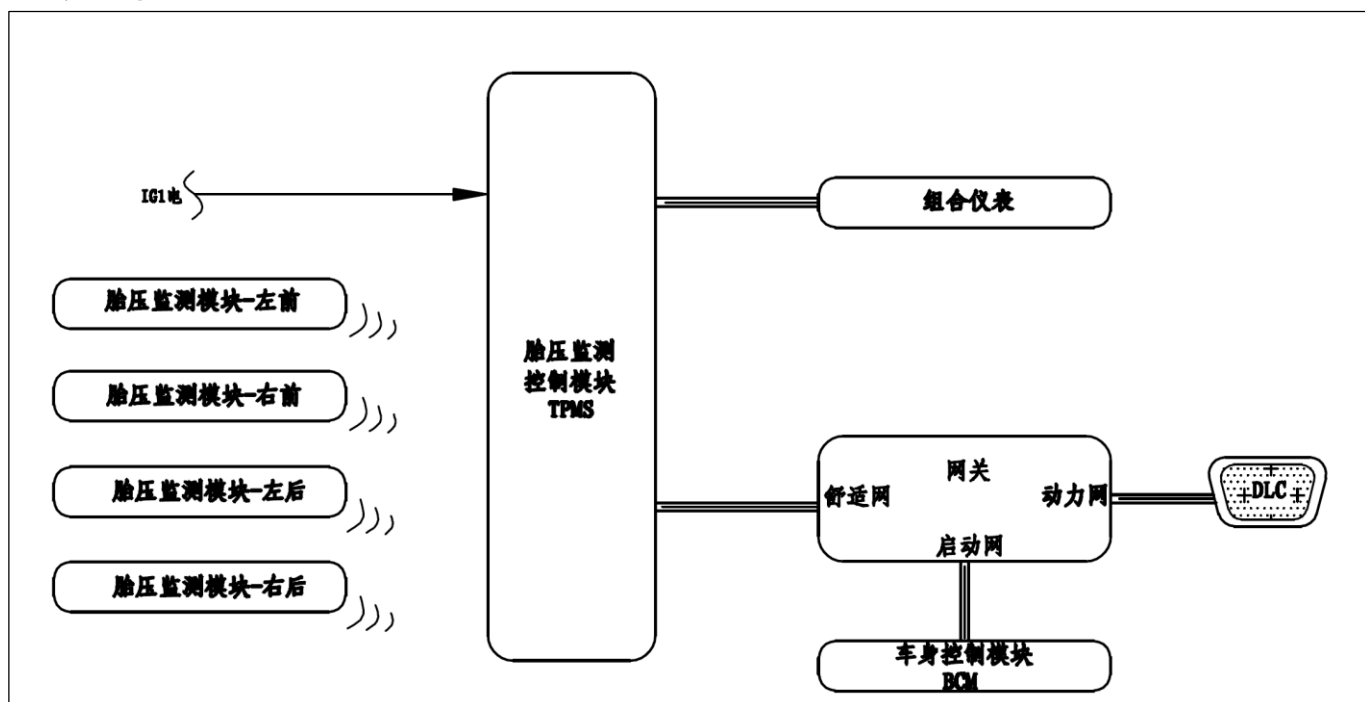 IG1电
组合仪表
胎压监测模块-左前
胎压监测模块-右前
胎压监测模块-左后
胎压监测模块-右后
胎压监测
控制模块
TPMS
网关
舒适网
动力网
启动网
DLC
车身控制模块
BCM